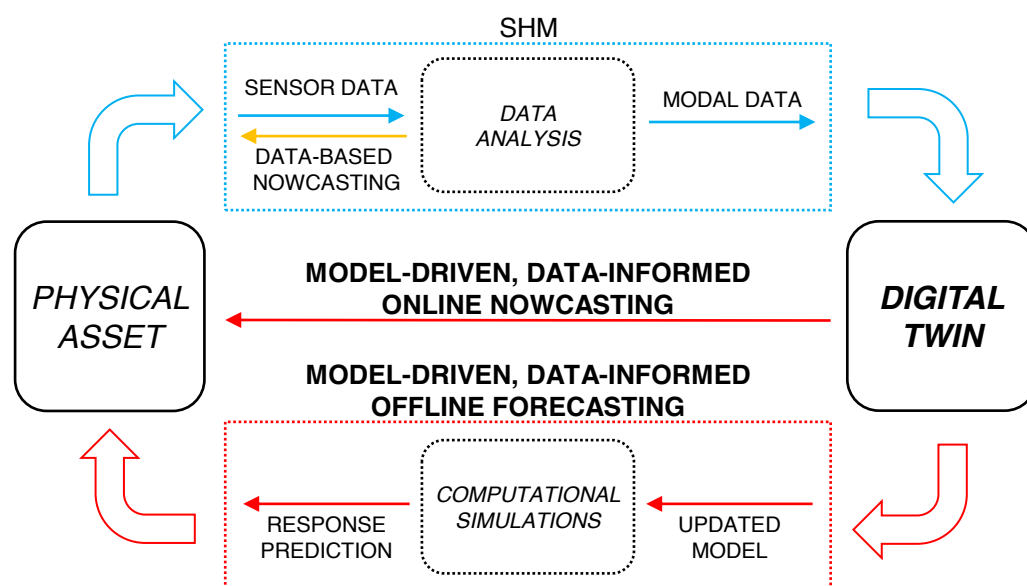 SHM
SENSOR DATA
DATA
ANALYSIS
MODAL DATA
DATA-BASED
NOWCASTING
PHYSICAL
ASSET
MODEL-DRIVEN, DATA-INFORMED
ONLINE NOWCASTING
DIGITAL
TWIN
MODEL-DRIVEN, DATA-INFORMED
OFFLINE FORECASTING
RESPONSE
PREDICTION
COMPUTATIONAL
SIMULATIONS
UPDATED
MODEL